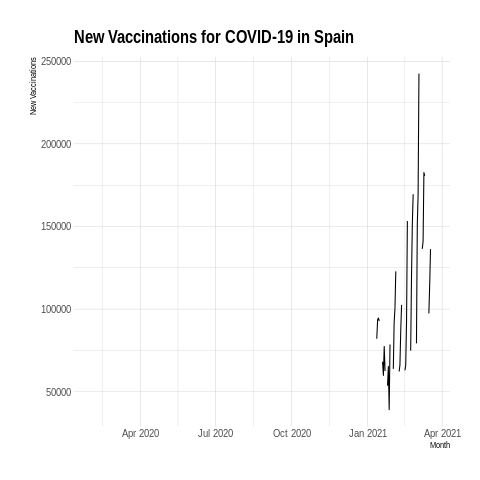 New Vaccinations for COVID-19 in Spain
New Vaccinations
250000
200000
150000
100000
50000
Apr 2020 Jul 2020 Oct 2020 Jan 2021 Apr 2021
Month